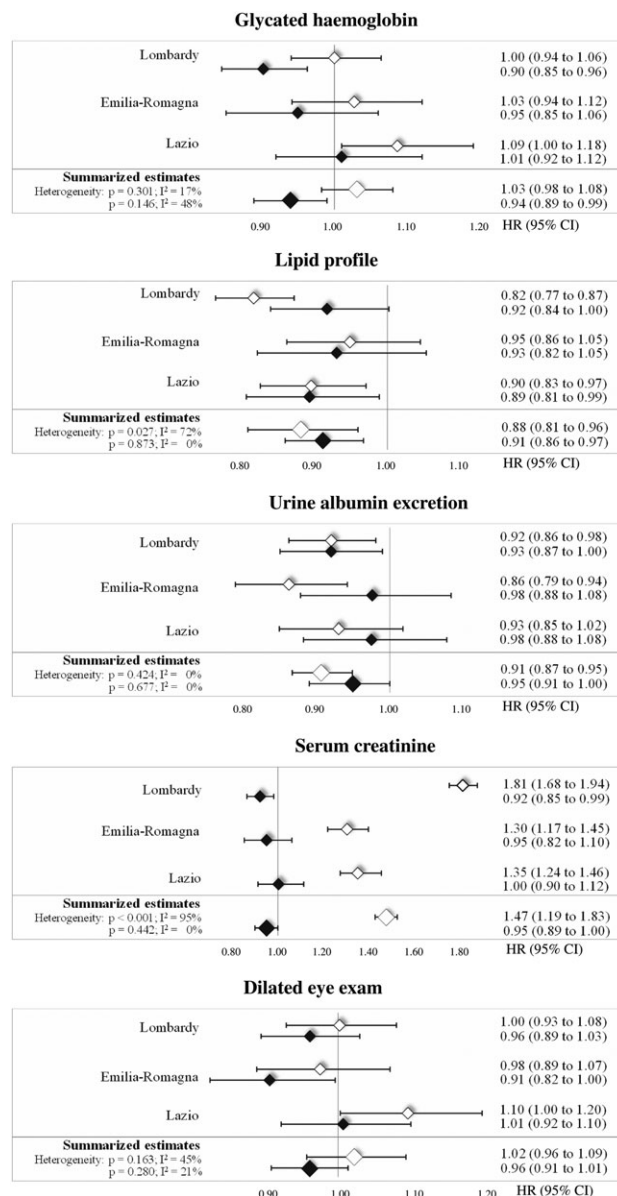 Glycated haemoglobin
Lombardy
1.00 (0.94 to 1.06)
0.90 (0.85 to 0.96)
Emilia-Romagna
1.03 (0.94 to 1.12)
0.95 (0.85 to 1.06)
Lazio
1.09 (1.00 to 1.18)
1.01 (0.92 to 1.12)
Summarized estimates
Heterogeneity: p = 0.301; I² = 17%
p = 0.146; I² = 48%
1.03 (0.98 to 1.08)
0.94 (0.89 to 0.99)
0.90 1.00 1.10 1.20 HR (95% CI)
Lipid profile
Lombardy
0.82 (0.77 to 0.87)
0.92 (0.84 to 1.00)
Emilia-Romagna
0.95 (0.86 to 1.05)
0.93 (0.82 to 1.05)
Lazio
0.90 (0.83 to 0.97)
0.89 (0.81 to 0.99)
Summarized estimates
Heterogeneity: p = 0.027; I² = 72%
p = 0.873; I² = 0%
0.88 (0.81 to 0.96)
0.91 (0.86 to 0.97)
0.80 0.90 1.00 1.10 HR (95% CI)
Urine albumin excretion
Lombardy
0.92 (0.86 to 0.98)
0.93 (0.87 to 1.00)
Emilia-Romagna
0.86 (0.79 to 0.94)
0.98 (0.88 to 1.08)
Lazio
0.93 (0.85 to 1.02)
0.98 (0.88 to 1.08)
Summarized estimates
Heterogeneity: p = 0.424; I² = 0%
p = 0.677; I² = 0%
0.91 (0.87 to 0.95)
0.95 (0.91 to 1.00)
0.80 0.90 1.00 1.10 HR (95% CI)
Serum creatinine
Lombardy
1.81 (1.68 to 1.94)
0.92 (0.85 to 0.99)
Emilia-Romagna
1.30 (1.17 to 1.45)
0.95 (0.82 to 1.10)
Lazio
1.35 (1.24 to 1.46)
1.00 (0.90 to 1.12)
Summarized estimates
Heterogeneity: p < 0.001; I² = 95%
p = 0.442; I² = 0%
1.47 (1.19 to 1.83)
0.95 (0.89 to 1.00)
0.80 1.00 1.20 1.40 1.60 1.80 HR (95% CI)
Dilated eye exam
Lombardy
1.00 (0.93 to 1.08)
0.96 (0.89 to 1.03)
Emilia-Romagna
0.98 (0.89 to 1.07)
0.91 (0.82 to 1.00)
Lazio
1.10 (1.00 to 1.20)
1.01 (0.92 to 1.10)
Summarized estimates
Heterogeneity: p = 0.163; I² = 45%
p = 0.280; I² = 21%
1.02 (0.96 to 1.09)
0.96 (0.91 to 1.01)
0.90 1.00 1.10 1.20 HR (95% CI)